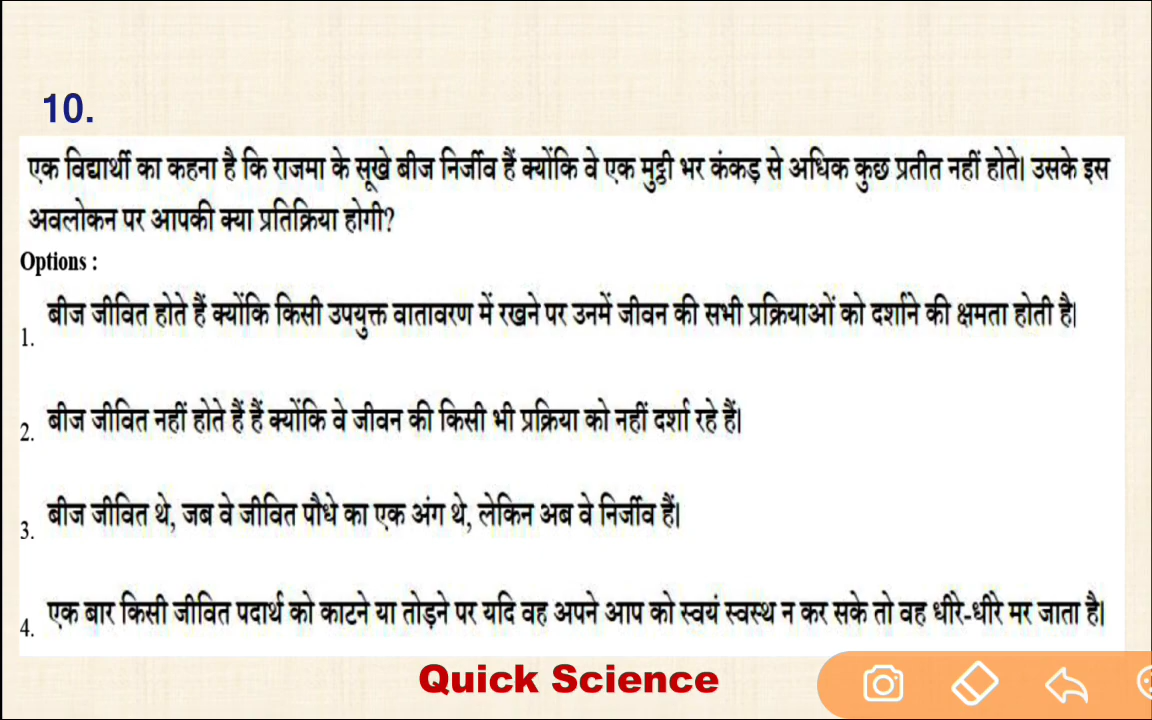 10.
एक विद्यार्थी का कहना है कि राजमा के सूखे बीज निर्जीव हैं क्योंकि वे एक मुट्ठी भर कंकड़ से अधिक कुछ प्रतीत नहीं होते। उसके इस
अवलोकन पर आपकी क्या प्रतिक्रिया होगी?
Options :
1. बीज जीवित होते हैं क्योंकि किसी उपयुक्त वातावरण में रखने पर उनमें जीवन की सभी प्रक्रियाओं को दर्शाने की क्षमता होती है।
2. बीज जीवित नहीं होते हैं हैं क्योंकि वे जीवन की किसी भी प्रक्रिया को नहीं दर्शा रहे हैं।
3. बीज जीवित थे, जब वे जीवित पौधे का एक अंग थे, लेकिन अब वे निर्जीव हैं।
4. एक बार किसी जीवित पदार्थ को काटने या तोड़ने पर यदि वह अपने आप को स्वयं स्वस्थ न कर सके तो वह धीरे-धीरे मर जाता है।
Quick Science